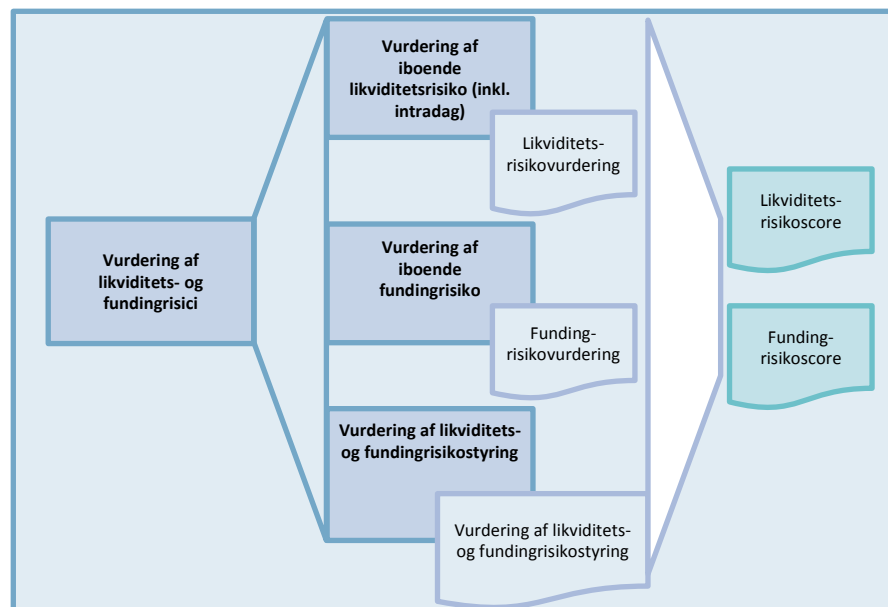 Vurdering af
iboende
likviditetsrisiko (inkl.
intradag)
Likviditets-
risikovurdering
Vurdering af
likviditets- og
fundingrisici
Vurdering af
iboende
fundingrisiko
Funding-
risikovurdering
Vurdering af likviditets-
og fundingrisikostyring
Vurdering af likviditets-
og fundingrisikostyring
Likviditets-
risikoscore
Funding-
risikoscore